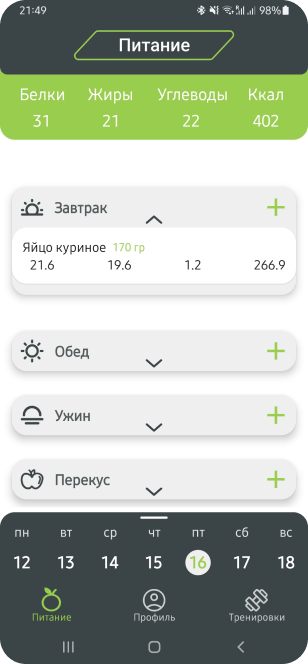 21:49 98%
Питание
Белки Жиры Углеводы Ккал
31 21 22 402
Завтрак
Яйцо куриное 170 гр
21.6 19.6 1.2 266.9
Обед
Ужин
Перекус
пн вт ср чт пт сб вс
12 13 14 15 16 17 18
Питание Профиль Тренировки